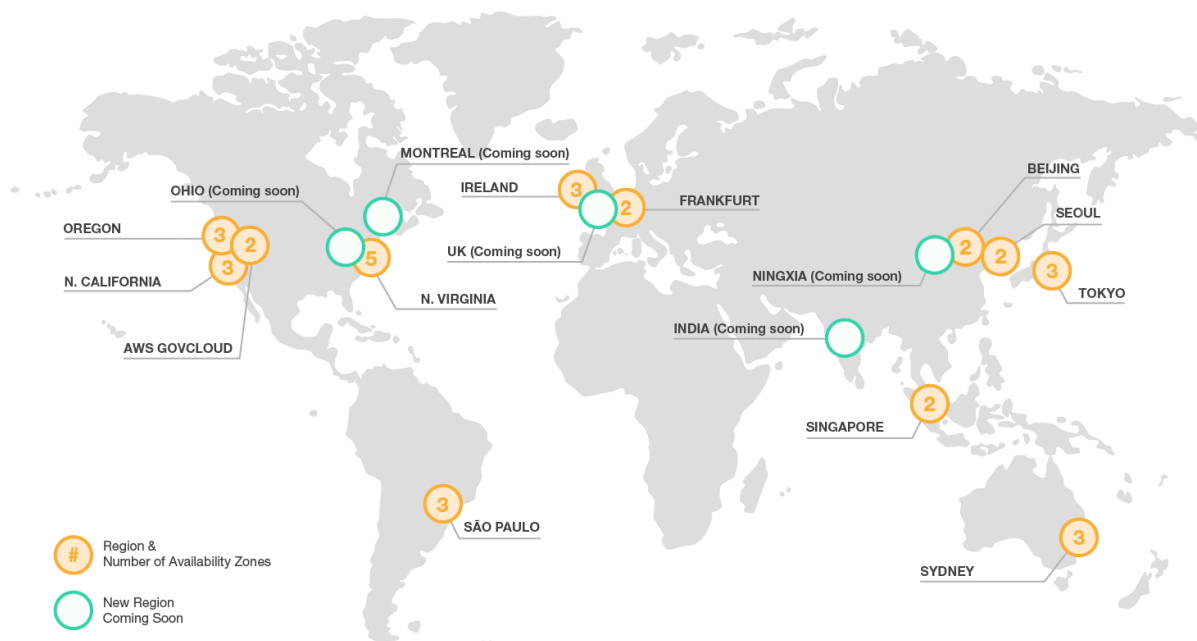 MONTREAL (Coming soon)
BEIJING
OHIO (Coming soon)
IRELAND
3
2
FRANKFURT
SEOUL
OREGON
3
2
UK (Coming soon)
2
2
5
N. CALIFORNIA
3
N. VIRGINIA
NINGXIA (Coming soon)
3
TOKYO
AWS GOVCLOUD
INDIA (Coming soon)
2
SINGAPORE
3
SÃO PAULO
3
SYDNEY
#
Region &
Number of Availability Zones
New Region
Coming Soon